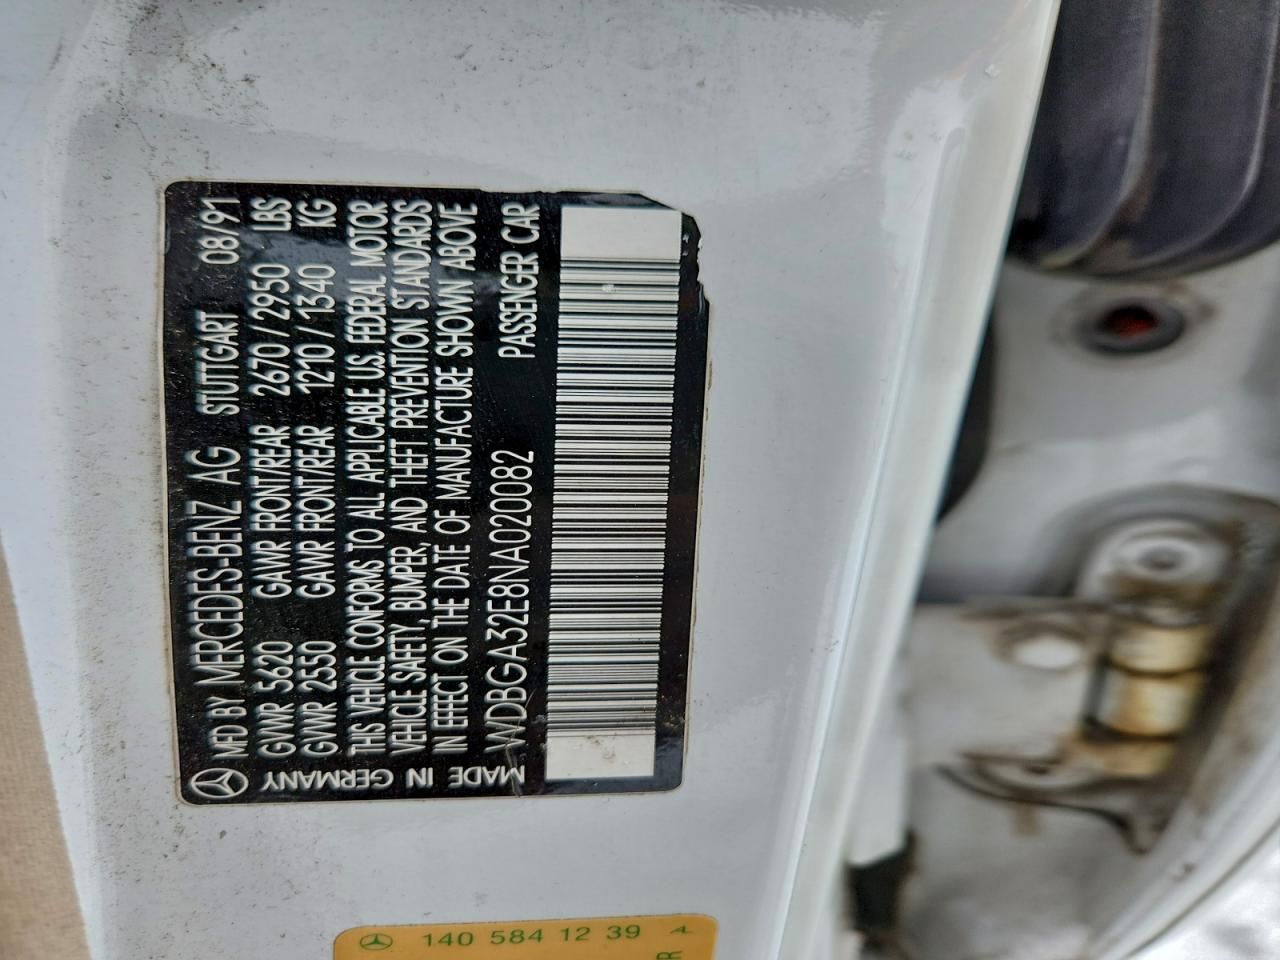 MFD BY MERCEDES-BENZ AG STUTTGART 08/91
GVWR 5620 GAWR FRONT/REAR 2670/2950 LBS
GVWR 2550 GAWR FRONT/REAR 1210/1340 KG
THIS VEHICLE CONFORMS TO ALL APPLICABLE U.S. FEDERAL MOTOR
VEHICLE SAFETY, BUMPER, AND THEFT PREVENTION STANDARDS
IN EFFECT ON THE DATE OF MANUFACTURE SHOWN ABOVE
WDBGA32E8NA020082 PASSENGER CAR
MADE IN GERMANY
140 584 12 39 A
R